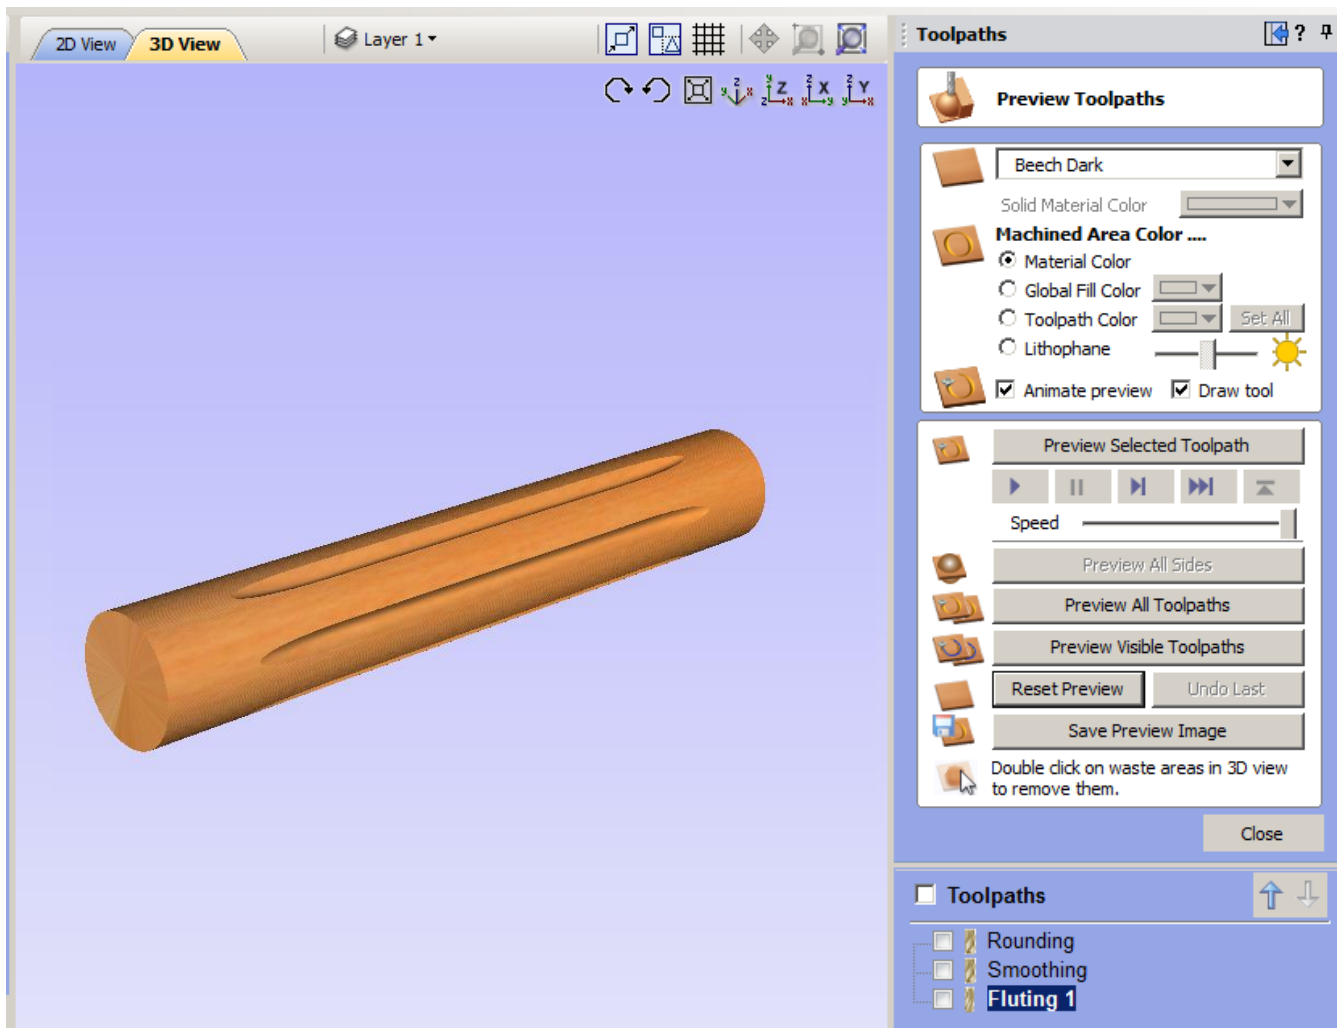 2D View
3D View
Layer 1
Toolpaths
?
Preview Toolpaths
Beech Dark
Solid Material Color
Machined Area Color ....
Material Color
Global Fill Color
Toolpath Color
Set All
Lithophane
Animate preview
Draw tool
Preview Selected Toolpath
Speed
Preview All Sides
Preview All Toolpaths
Preview Visible Toolpaths
Reset Preview
Undo Last
Save Preview Image
Double click on waste areas in 3D view
to remove them.
Close
Toolpaths
Rounding
Smoothing
Fluting 1